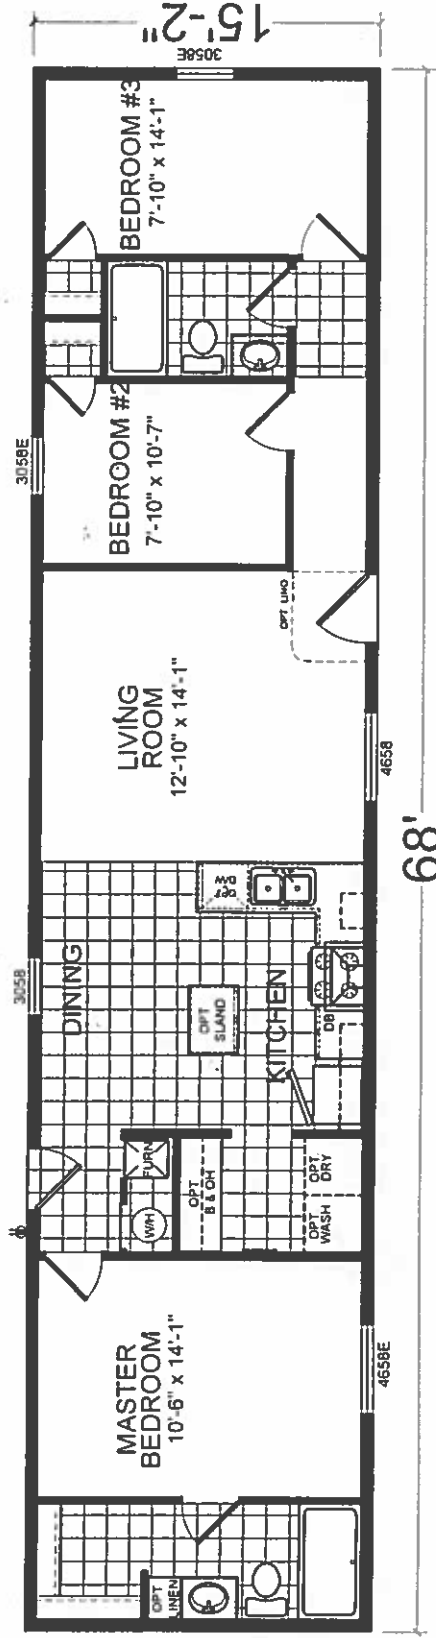 15'-2"
3058E
BEDROOM #3
7'-10" x 14'-1"
3058E
BEDROOM #2
7'-10" x 10'-7"
OPT LINO
LIVING
ROOM
12'-10" x 14'-1"
4658
68'
OPT
D/W
3058
DINING
OPT
ISLAND
KITCHEN
DB
FURN
W/H
OPT
B & OH
OPT
DRY
OPT
WASH
MASTER
BEDROOM
10'-6" x 14'-1"
4658E
OPT
LINEN